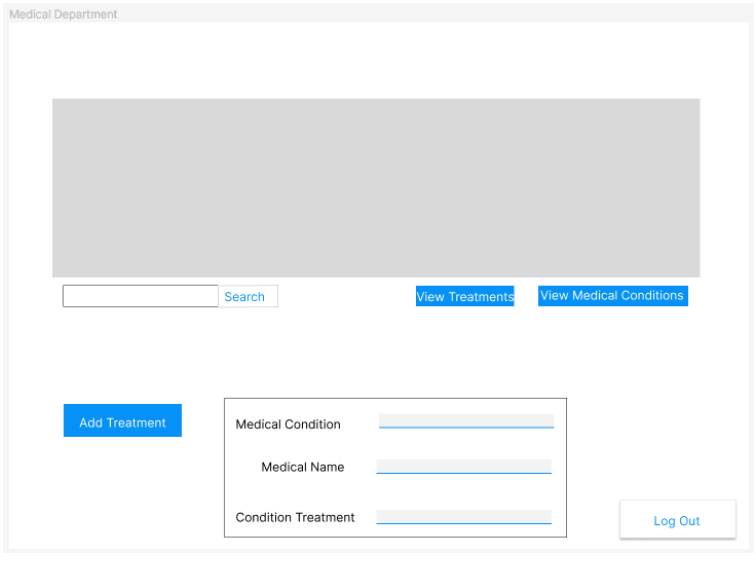 Medical Department
Search
View Treatments
View Medical Conditions
Add Treatment
Medical Condition
Medical Name
Condition Treatment
Log Out